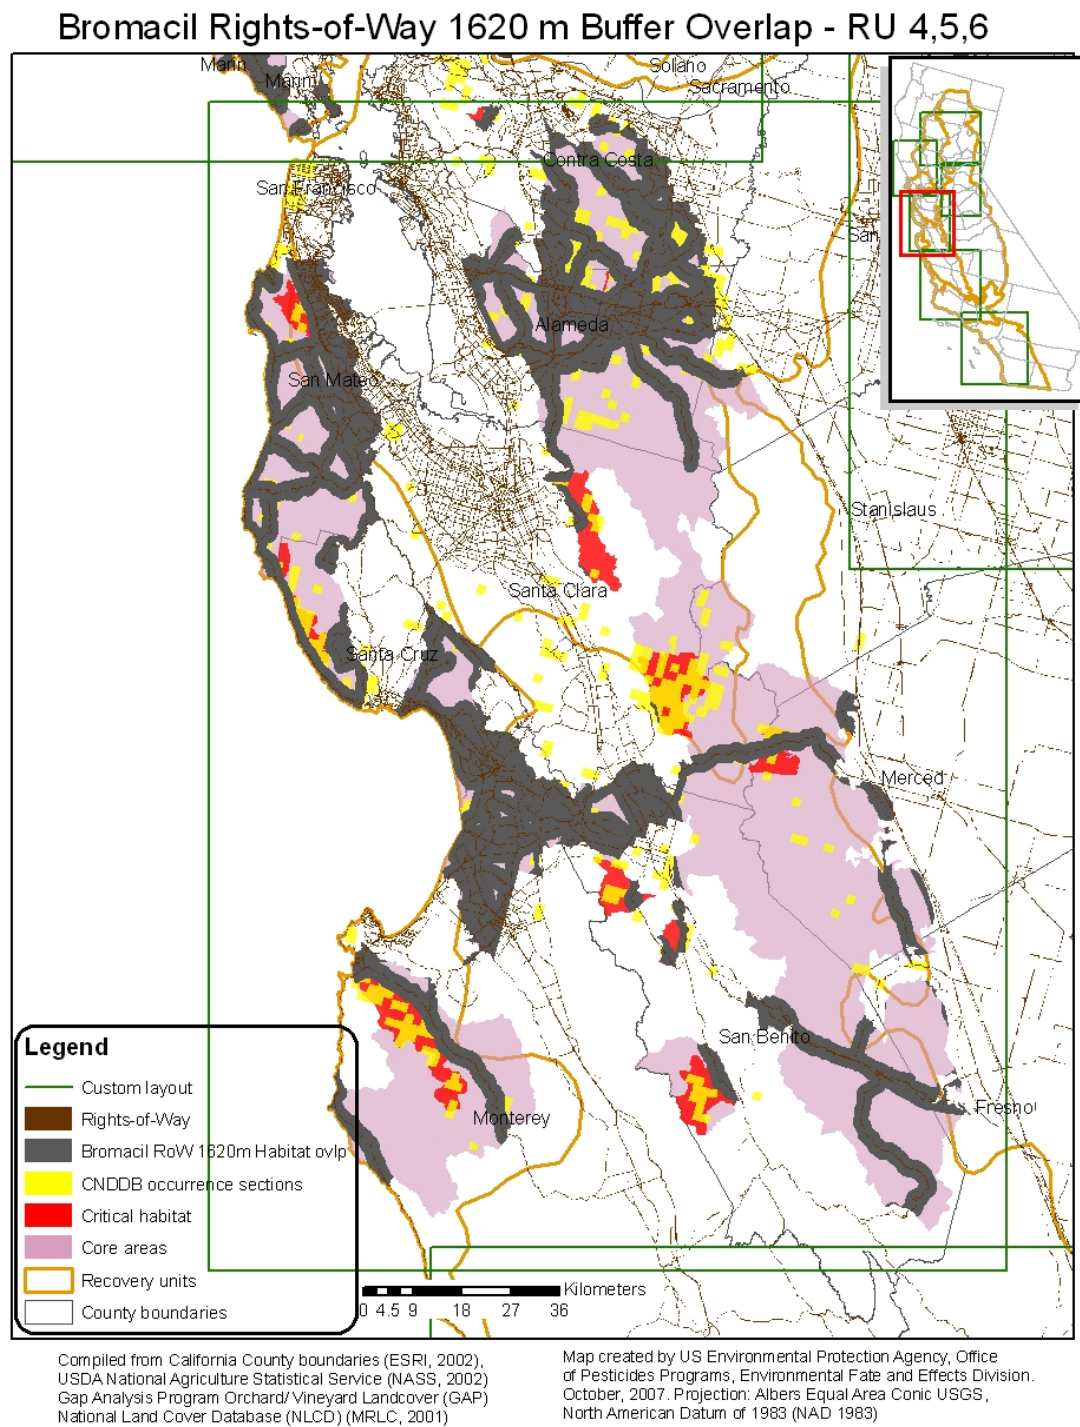 Bromacil Rights-of-Way 1620 m Buffer Overlap - RU 4,5,6
Marin
Marin
Solano
Sacramento
Contra Costa
San Francisco
San
Alameda
San Mateo
Stanislaus
Santa Clara
Santa Cruz
Merced
San Benito
Fresno
Monterey
Legend
Custom layout
Rights-of-Way
Bromacil RoW 1620m Habitat ovlp
CNDDB occurrence sections
Critical habitat
Core areas
Recovery units
County boundaries
Kilometers
0 4.5 9 18 27 36
Compiled from California County boundaries (ESRI, 2002),
USDA National Agriculture Statistical Service (NASS, 2002)
Gap Analysis Program Orchard/Vineyard Landcover (GAP)
National Land Cover Database (NLCD) (MRLC, 2001)
Map created by US Environmental Protection Agency, Office
of Pesticides Programs, Environmental Fate and Effects Division.
October, 2007. Projection: Albers Equal Area Conic USGS,
North American Datum of 1983 (NAD 1983)